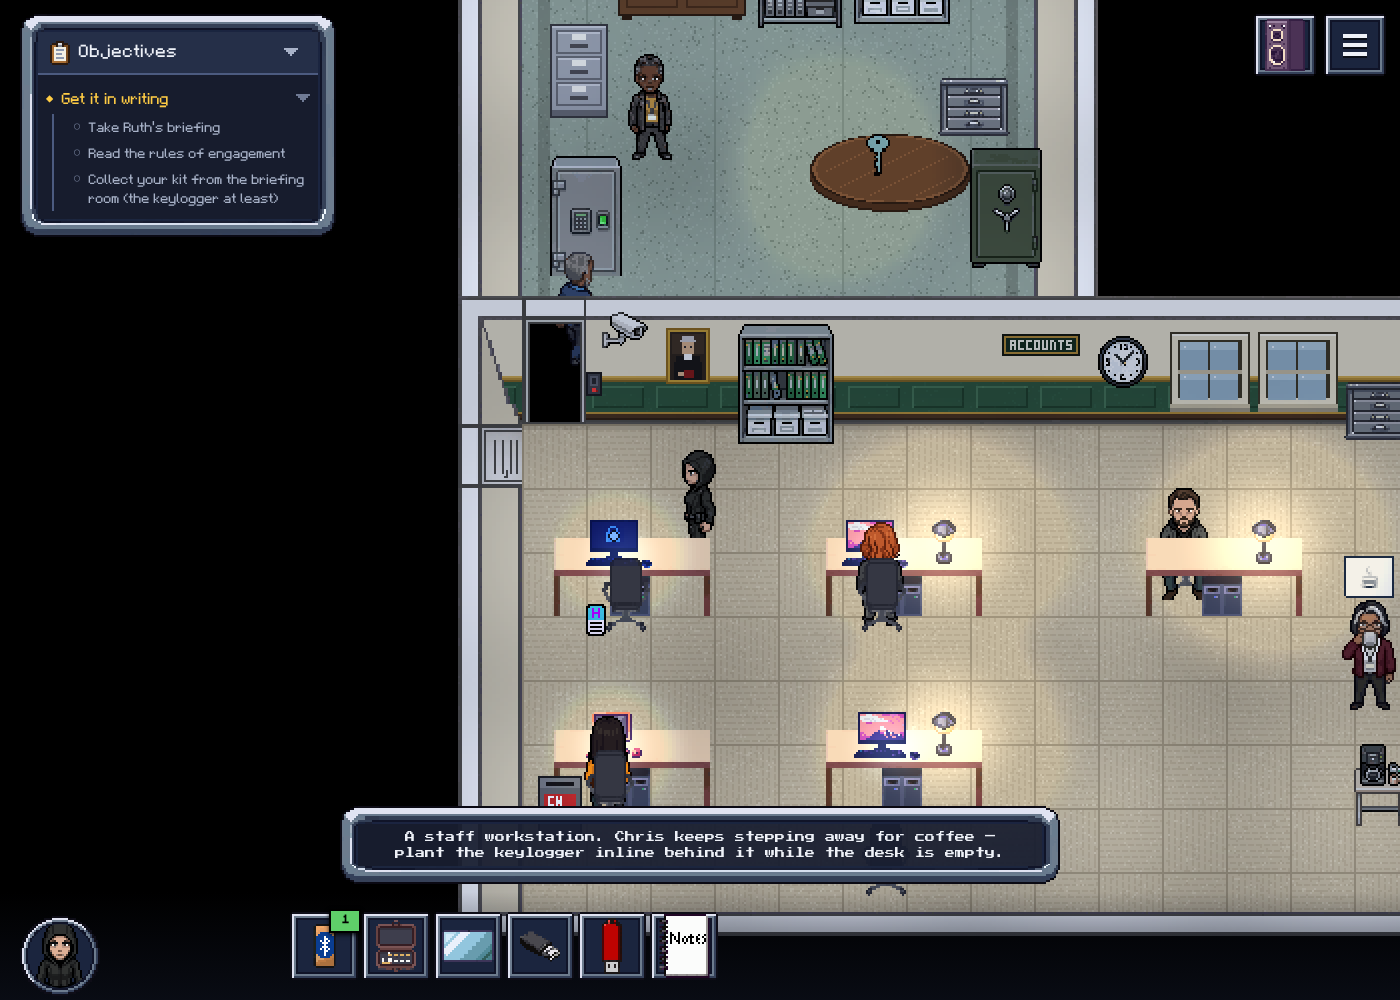 Objectives
Get it in writing
Take Ruth's briefing
Read the rules of engagement
Collect your kit from the briefing
room (the keylogger at least)
ACCOUNTS
12
H
A staff workstation. Chris keeps stepping away for coffee —
plant the keylogger inline behind it while the desk is empty.
1
Notes